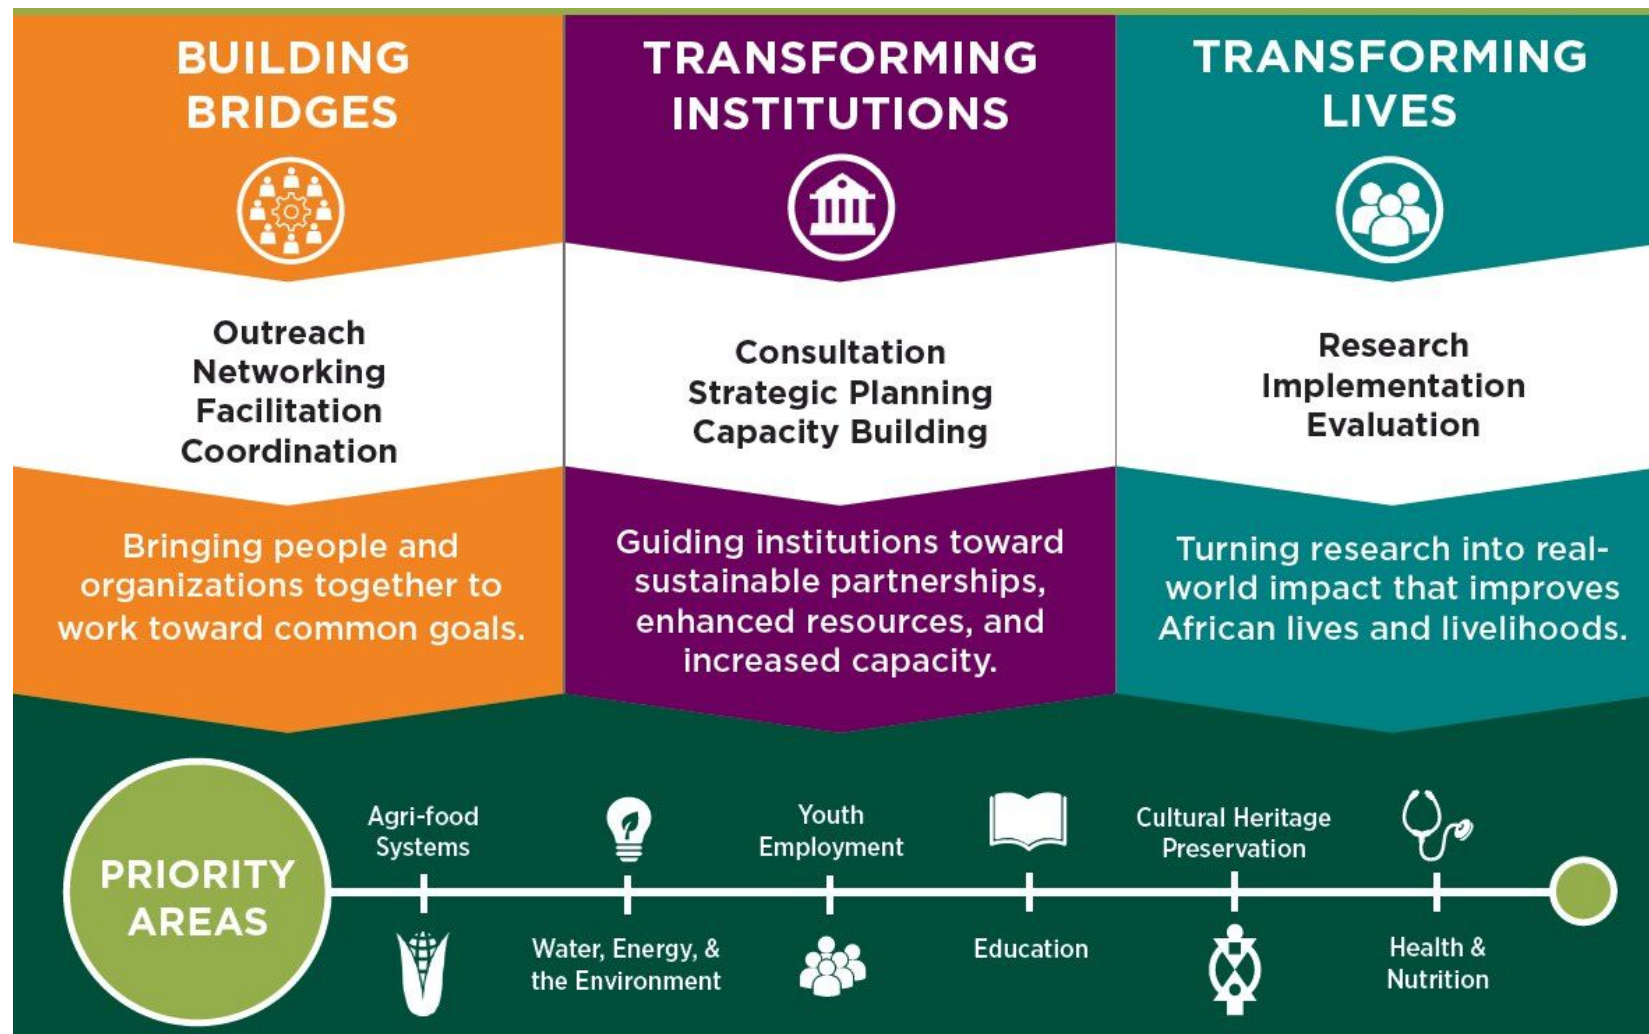 BUILDING
BRIDGES
Outreach
Networking
Facilitation
Coordination
Bringing people and
organizations together to
work toward common goals.
TRANSFORMING
INSTITUTIONS
Consultation
Strategic Planning
Capacity Building
Guiding institutions toward
sustainable partnerships,
enhanced resources, and
increased capacity.
TRANSFORMING
LIVES
Research
Implementation
Evaluation
Turning research into real-
world impact that improves
African lives and livelihoods.
PRIORITY
AREAS
Agri-food
Systems
Water, Energy, &
the Environment
Youth
Employment
Education
Cultural Heritage
Preservation
Health &
Nutrition